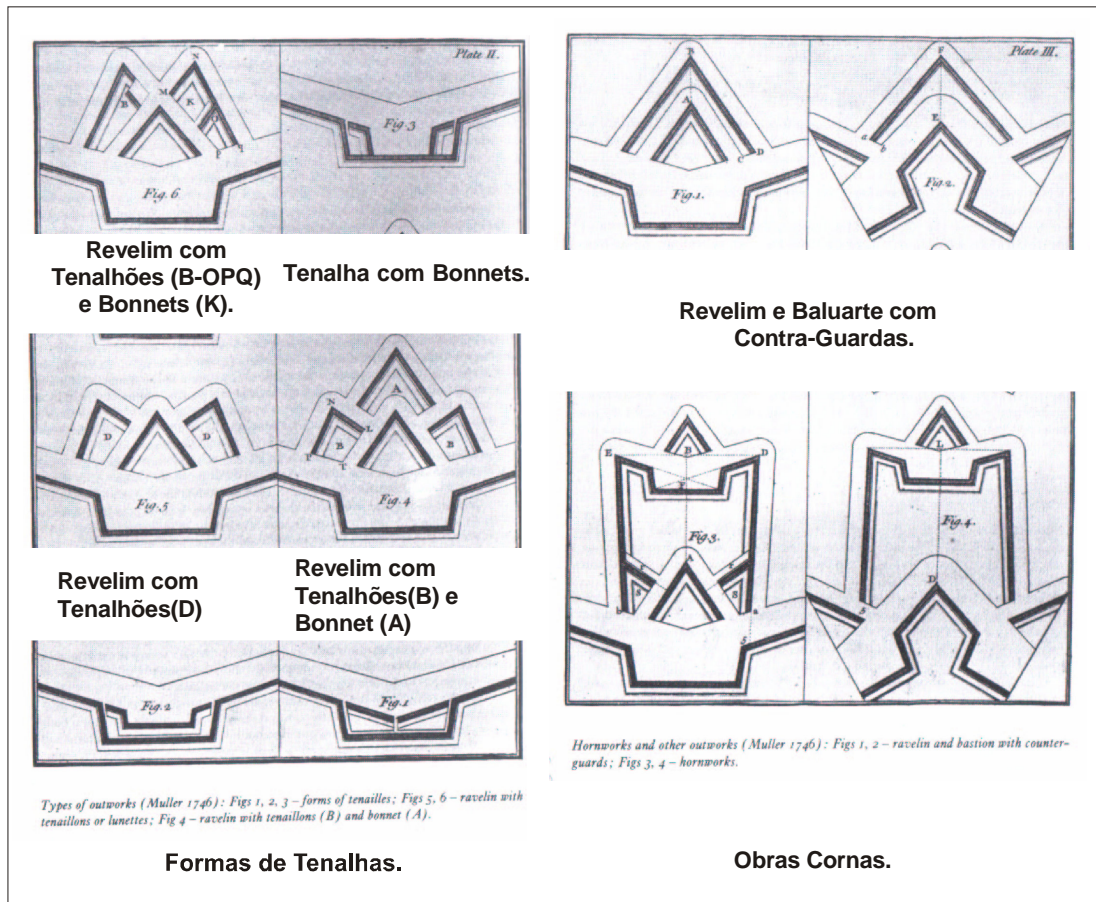 Plate II.
N
M
B
K
O
P
Q
Fig. 6
Fig. 3
Revelim com
Tenalhões (B-OPQ)
e Bonnets (K).
Tenalha com Bonnets.
D
D
Fig. 5
A
N
L
B
B
P
T
Fig. 4
Revelim com
Tenalhões(D)
Revelim com
Tenalhões(B) e
Bonnet (A)
Fig. 2
Fig. 1
Types of outworks (Muller 1746): Figs 1, 2, 3 – forms of tenailles; Figs 5, 6 – ravelin with
tenaillons or lunettes; Fig 4 – ravelin with tenaillons (B) and bonnet (A).
Formas de Tenalhas.
Plate III.
B
A
C D
Fig. 1.
F
E
a
b
Fig. 2.
Revelim e Baluarte com
Contra-Guardas.
E
B
D
F
Fig. 3
A
r
r
S
S
b
a
5
L
Fig. 4.
D
5
Hornworks and other outworks (Muller 1746): Figs 1, 2 – ravelin and bastion with counter-
guards; Figs 3, 4 – hornworks.
Obras Cornas.